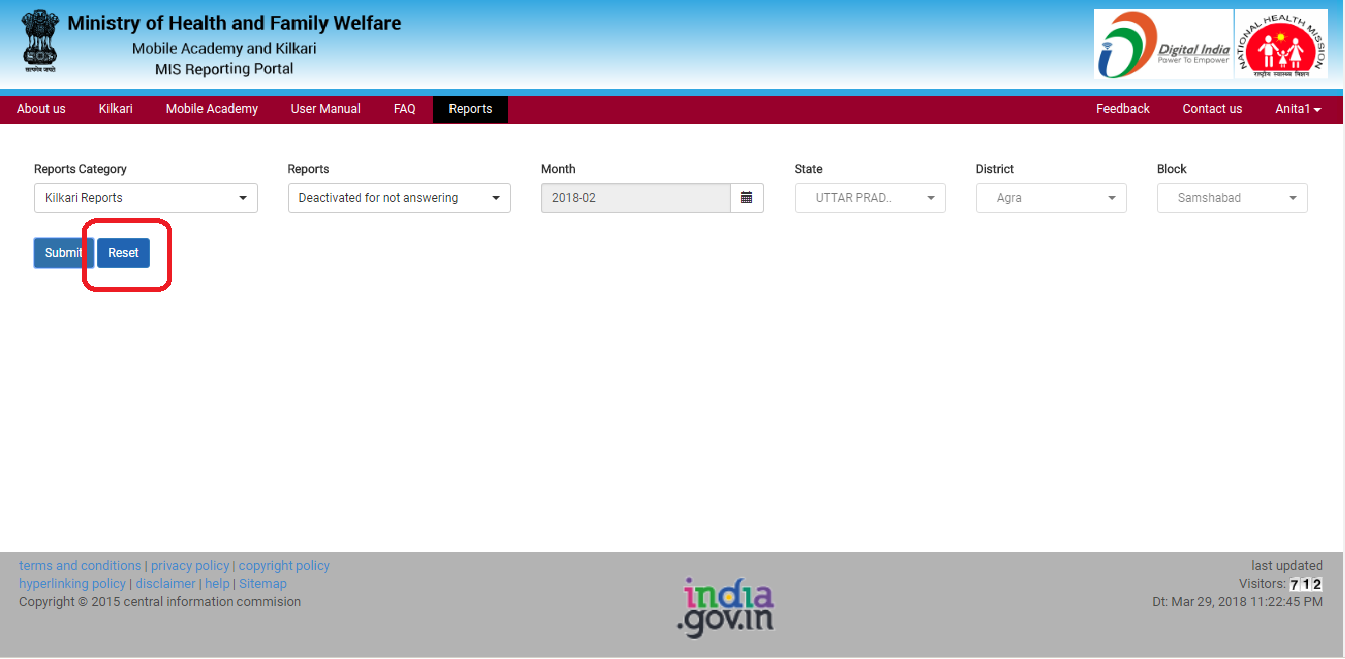 Ministry of Health and Family Welfare
Mobile Academy and Kilkari
MIS Reporting Portal
सत्यमेव जयते
Digital India
Power To Empower
NATIONAL HEALTH MISSION
राष्ट्रीय स्वास्थ्य मिशन
About us Kilkari Mobile Academy User Manual FAQ Reports Feedback Contact us Anita1
Reports Category Reports Month State District Block
Kilkari Reports Deactivated for not answering 2018-02 UTTAR PRAD.. Agra Samshabad
Submit Reset
terms and conditions | privacy policy | copyright policy
hyperlinking policy | disclaimer | help | Sitemap
Copyright © 2015 central information commision
india
.gov.in
last updated
Visitors: 712
Dt: Mar 29, 2018 11:22:45 PM